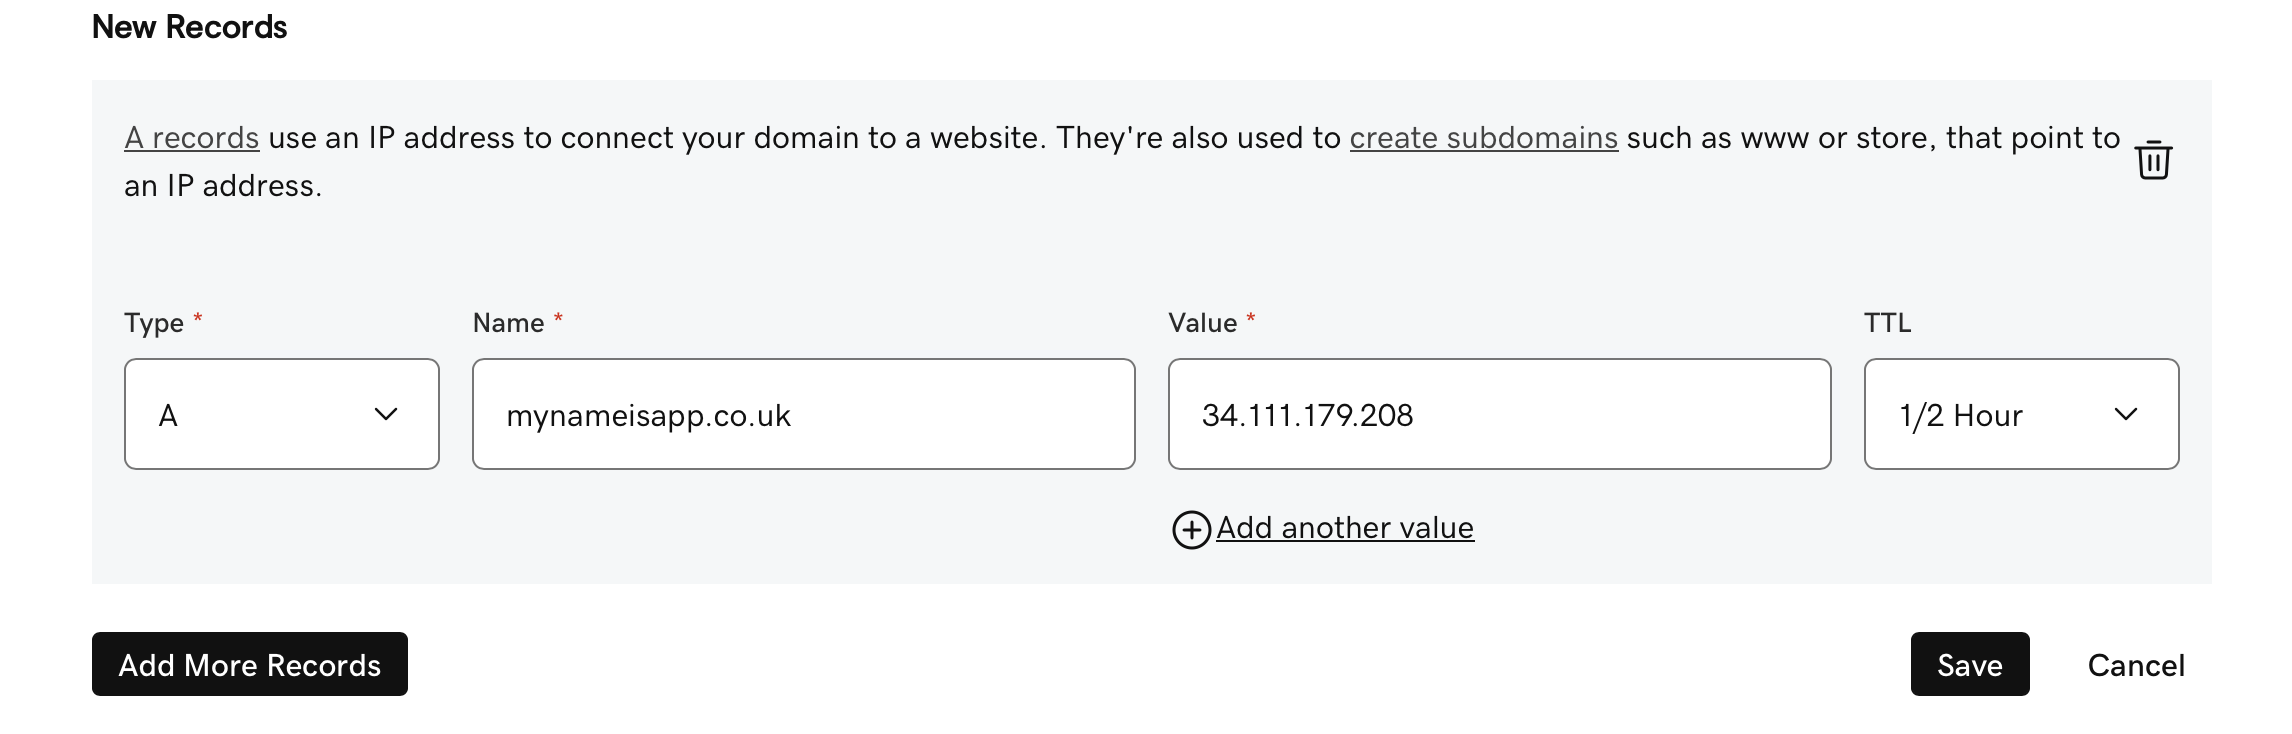 New Records
A records use an IP address to connect your domain to a website. They're also used to create subdomains such as www or store, that point to
an IP address.
Type * Name * Value * TTL
A mynameisapp.co.uk 34.111.179.208 1/2 Hour
Add another value
Add More Records Save Cancel